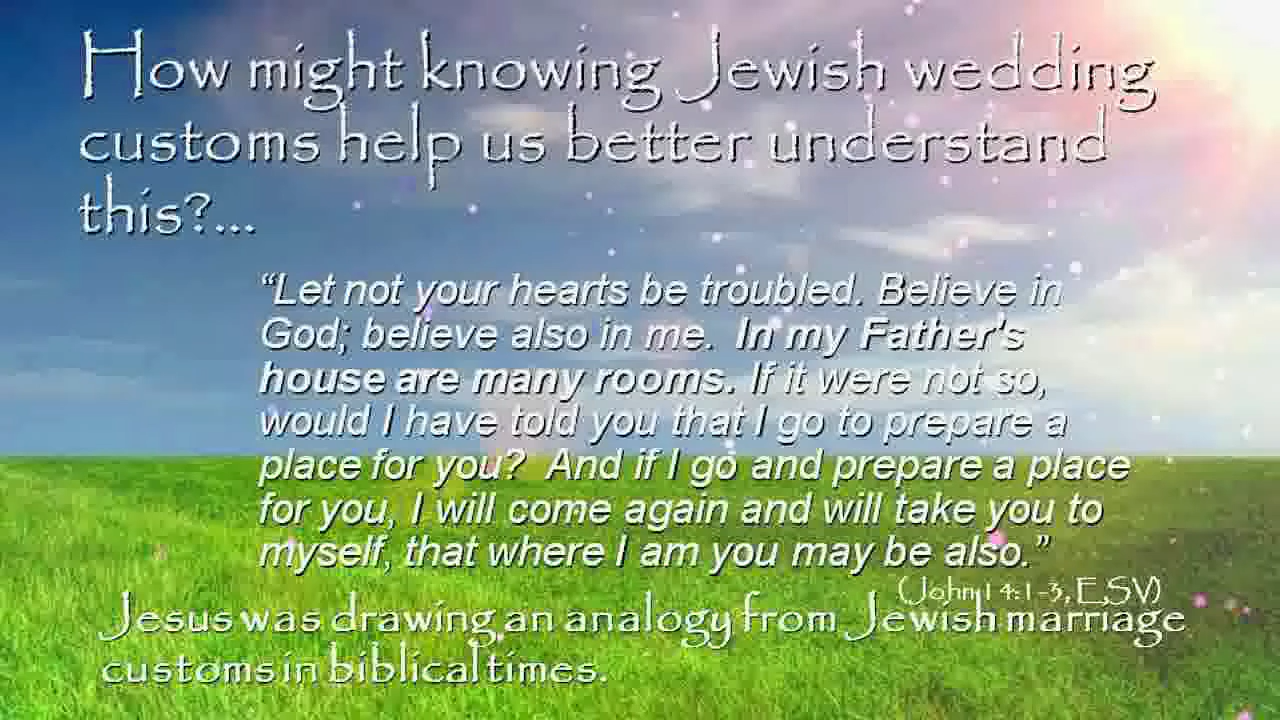 How might knowing Jewish wedding
customs help us better understand
this?...
“Let not your hearts be troubled. Believe in
God; believe also in me. In my Father's
house are many rooms. If it were not so,
would I have told you that I go to prepare a
place for you? And if I go and prepare a place
for you, I will come again and will take you to
myself, that where I am you may be also.”
(John 14:1-3, ESV)
Jesus was drawing an analogy from Jewish marriage
customs in biblical times.